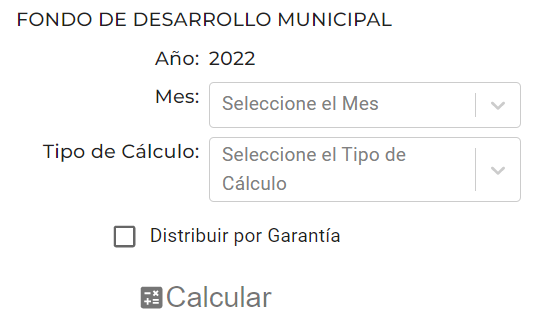 FONDO DE DESARROLLO MUNICIPAL
Año: 2022
Mes: Seleccione el Mes
Tipo de Cálculo: Seleccione el Tipo de
Cálculo
Distribuir por Garantía
Calcular